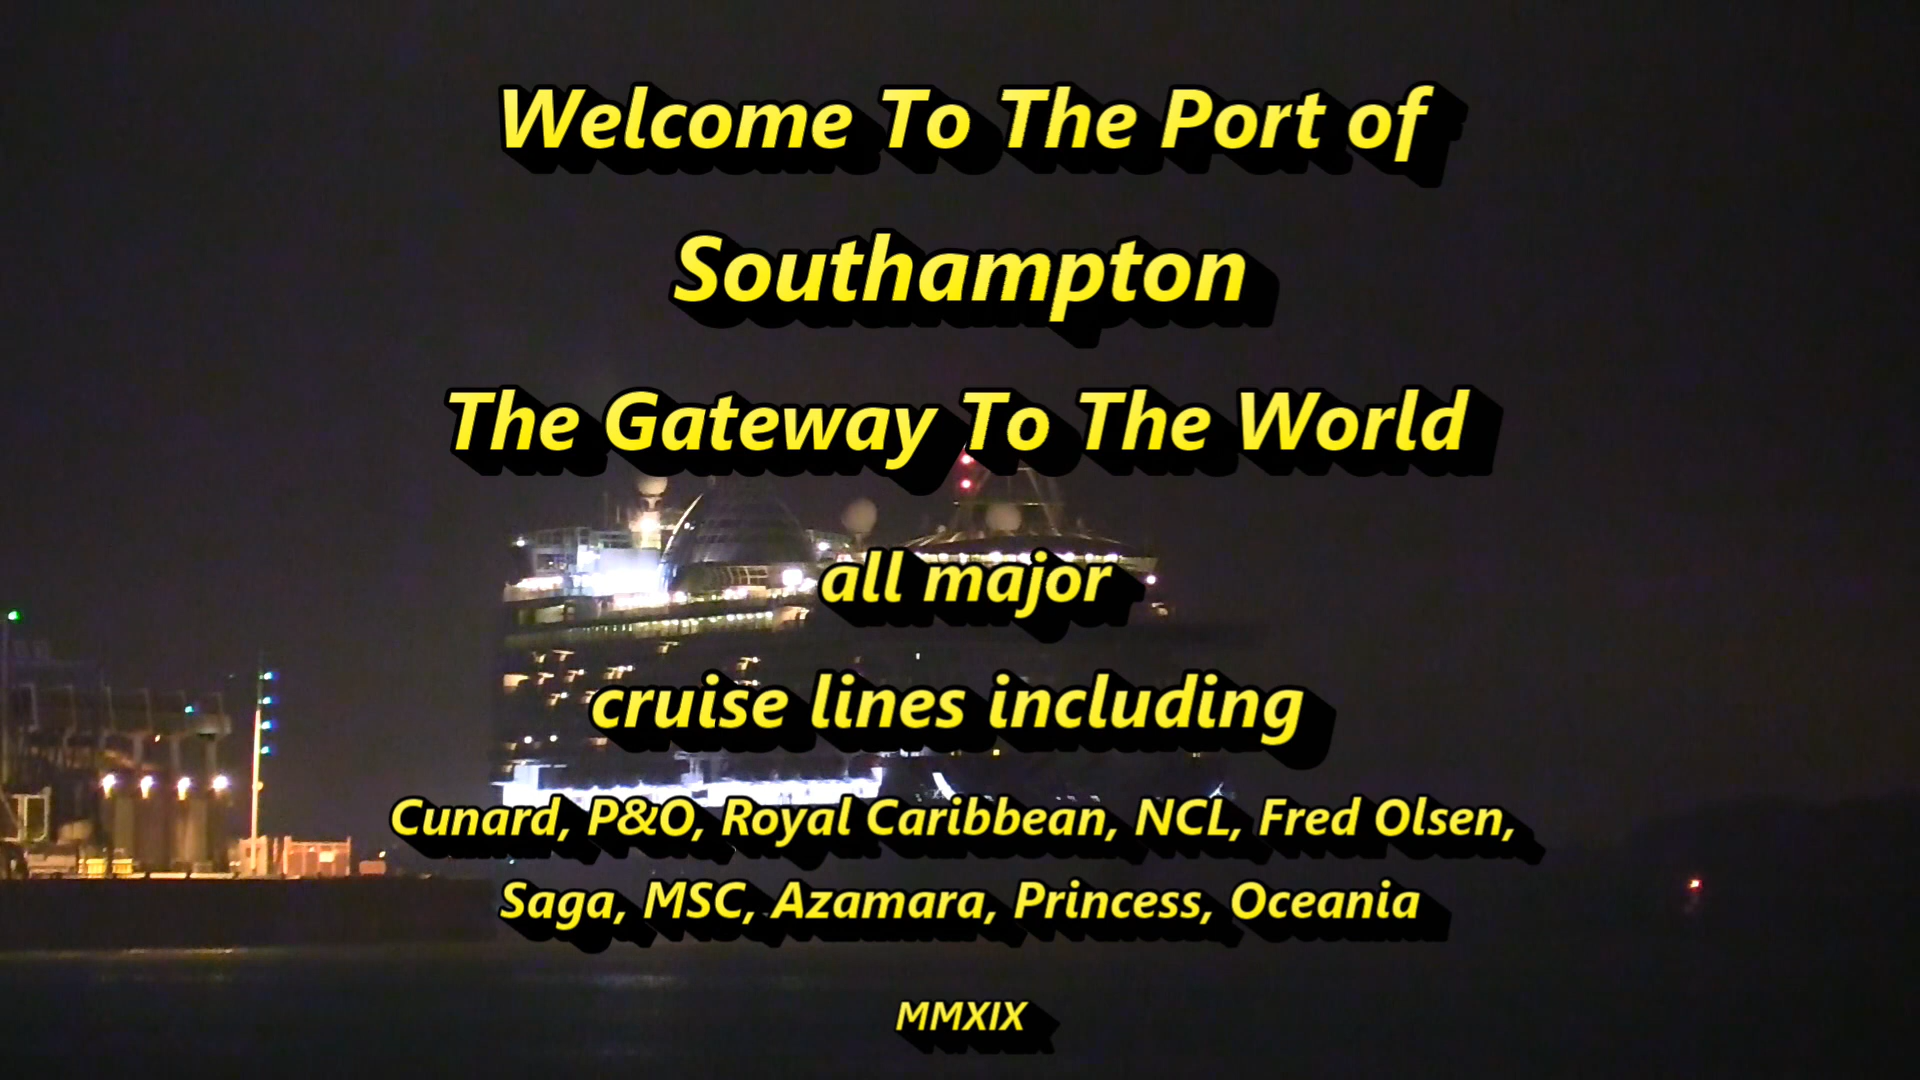 Welcome To The Port of
Southampton
The Gateway To The World
all major
cruise lines including
Cunard, P&O, Royal Caribbean, NCL, Fred Olsen,
Saga, MSC, Azamara, Princess, Oceania
MMXIX